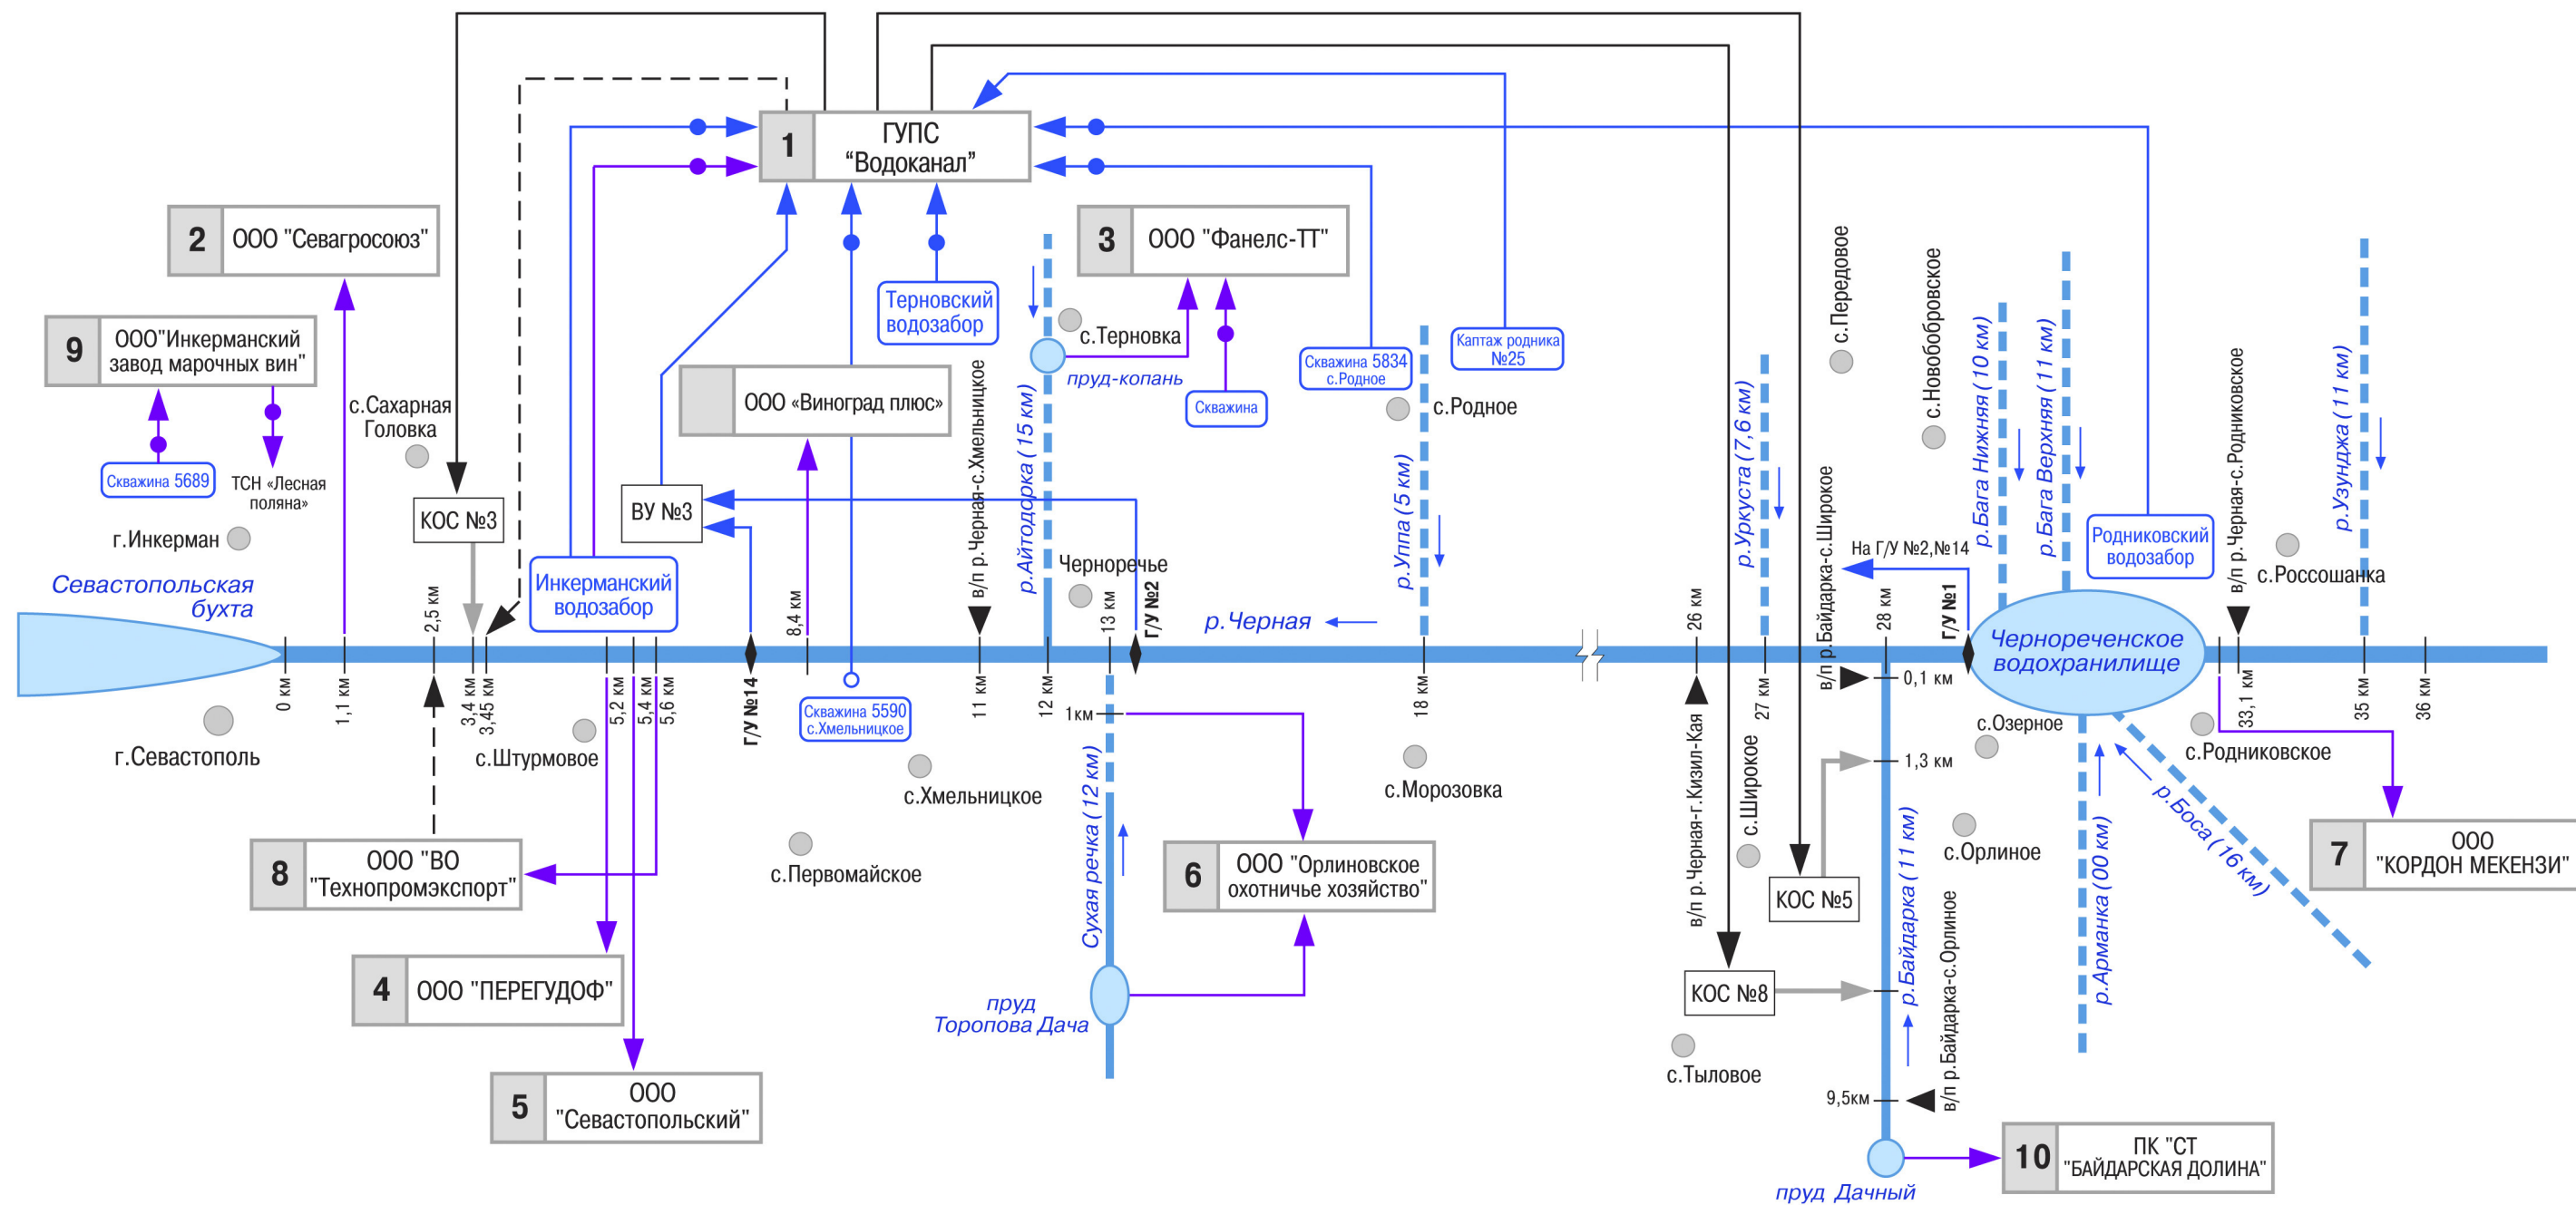 1
ГУПС
“Водоканал”
2
ООО "Севагросоюз"
3
ООО "Фанелс-ТТ"
Терновский
водозабор
с.Терновка
пруд-копань
Скважина
Скважина 5834
с.Родное
Каптаж родника
№25
с.Родное
9
ООО"Инкерманский
завод марочных вин"
Скважина 5689
ТСН «Лесная
поляна»
с.Сахарная
Головка
г.Инкерман
КОС №3
ООО «Виноград плюс»
ВУ №3
Инкерманский
водозабор
Севастопольская
бухта
в/п р.Черная-с.Хмельницкое
р.Айтодорка (15 км)
Черноречье
13 км
Г/У №2
р.Черная
р.Уппа (5 км)
р.Уркуста (7,6 км)
с.Передовое
с.Новобобровское
в/п р.Байдарка-с.Широкое
На Г/У №2,№14
р.Бага Нижняя (10 км)
р.Бага Верхняя (11 км)
Родниковский
водозабор
в/п р.Черная-с.Родниковское
с.Россошанка
р.Узунджа (11 км)
2,5 км
8,4 км
26 км
28 км
Г/У №1
Чернореченское
водохранилище
0 км
1,1 км
3,4 км
3,45 км
5,2 км
5,4 км
5,6 км
Г/У №14
Скважина 5590
с.Хмельницкое
11 км
12 км
1км
18 км
27 км
0,1 км
33,1 км
35 км
36 км
г.Севастополь
с.Штурмовое
с.Хмельницкое
с.Первомайское
Сухая речка (12 км)
с.Морозовка
в/п р.Черная-г.Кизил-Кая
с.Широкое
1,3 км
с.Озерное
с.Родниковское
с.Орлиное
р.Байдарка (11 км)
р.Арманка (00 км)
р.Боса (16 км)
8
ООО "ВО
"Технопромэкспорт"
4
ООО "ПЕРЕГУДОФ"
5
ООО
"Севастопольский"
6
ООО "Орлиновское
охотничье хозяйство"
7
ООО
"КОРДОН МЕКЕНЗИ"
пруд
Торопова Дача
КОС №5
КОС №8
с.Тыловое
9,5км
в/п р.Байдарка-с.Орлиное
10
ПК "СТ
"БАЙДАРСКАЯ ДОЛИНА"
пруд Дачный